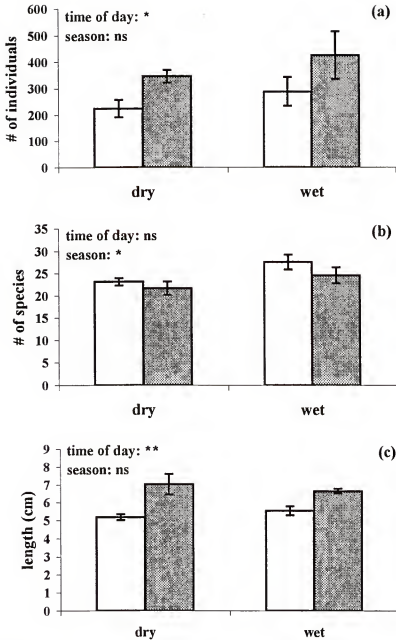 (a)
time of day: *
season: ns
# of individuals
600
500
400
300
200
100
0
dry
wet
(b)
time of day: ns
season: *
# of species
35
30
25
20
15
10
5
0
dry
wet
(c)
time of day: **
season: ns
length (cm)
9
8
7
6
5
4
3
2
1
0
dry
wet